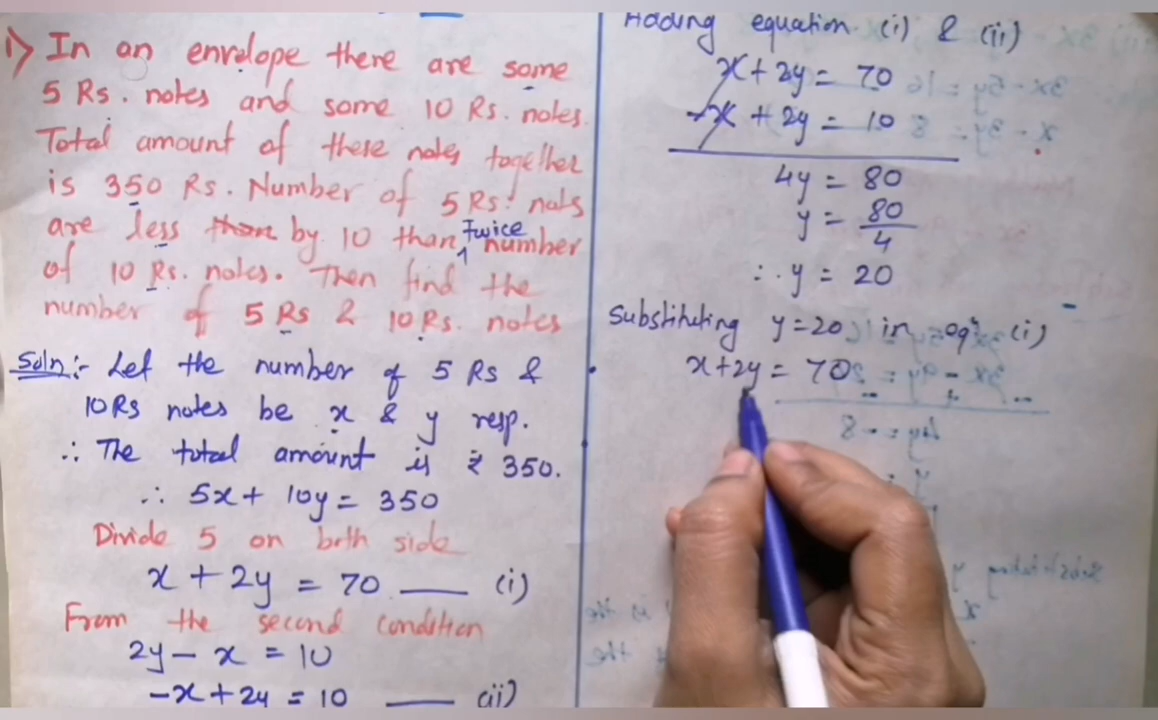 1) In an envelope there are some
5 Rs. notes and some 10 Rs. notes.
Total amount of these notes together
is 350 Rs. Number of 5 Rs. nots
are less than by 10 than twice number
of 10 Rs. notes. Then find the
number of 5 Rs & 10 Rs. notes
Soln:- Let the number of 5 Rs &
10 Rs notes be x & y resp.
∴ The total amount is ₹ 350.
∴ 5x + 10y = 350
Divide 5 on both side
x + 2y = 70 ___ (i)
From the second condition
2y - x = 10
-x + 2y = 10 ___ (ii)
Adding equation (i) & (ii)
x + 2y = 70
-x + 2y = 10
4y = 80
y = 80/4
∴ y = 20
Substituting y = 20 in eqⁿ (i)
x + 2y = 70